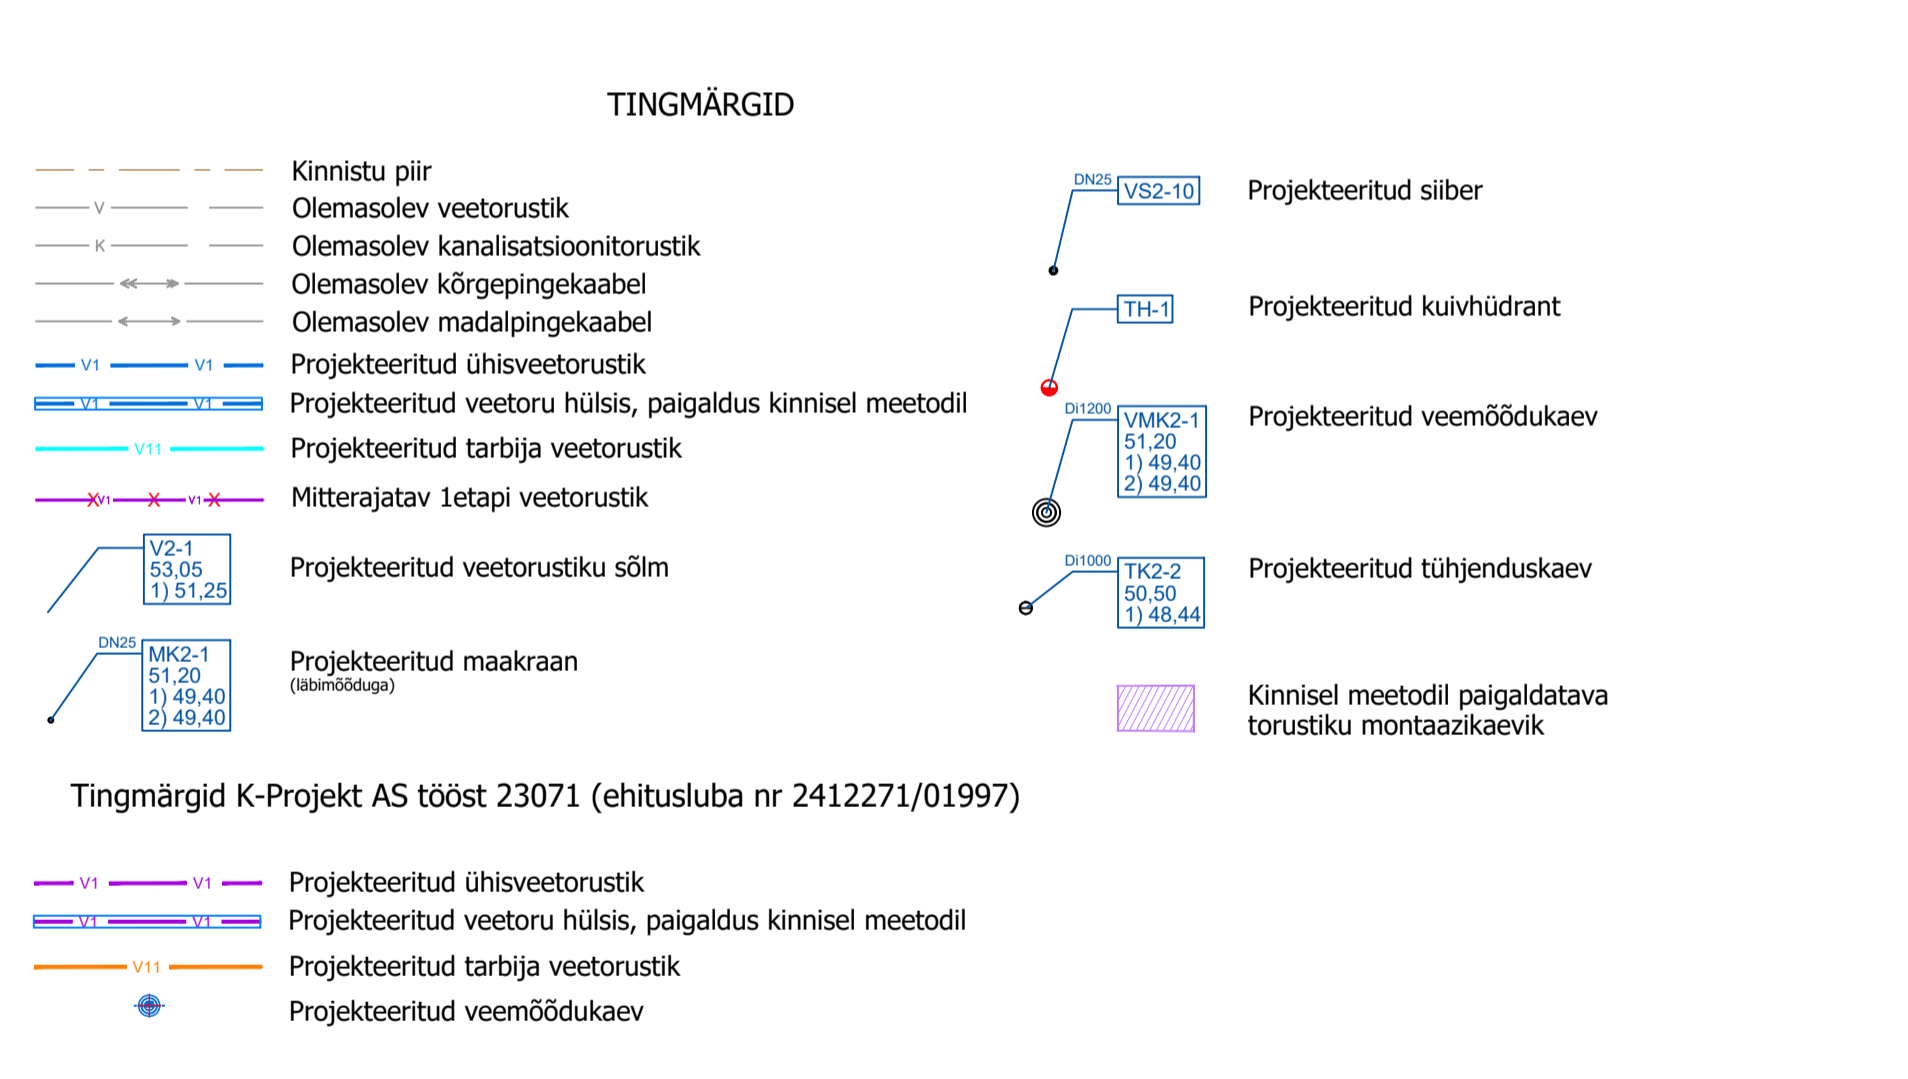 TINGMÄRGID
Kinnistu piir
V
Olemasolev veetorustik
K
Olemasolev kanalisatsioonitorustik
Olemasolev kõrgepingekaabel
Olemasolev madalpingekaabel
V1 V1
Projekteeritud ühisveetorustik
V1 V1
Projekteeritud veetoru hülsis, paigaldus kinnisel meetodil
V11
Projekteeritud tarbija veetorustik
X V1 X V1 X
Mitterajatav 1etapi veetorustik
V2-1
53,05
1) 51,25
Projekteeritud veetorustiku sõlm
DN25
MK2-1
51,20
1) 49,40
2) 49,40
Projekteeritud maakraan
(läbimõõduga)
DN25
VS2-10
Projekteeritud siiber
TH-1
Projekteeritud kuivhüdrant
Di1200
VMK2-1
51,20
1) 49,40
2) 49,40
Projekteeritud veemõõdukaev
Di1000
TK2-2
50,50
1) 48,44
Projekteeritud tühjenduskaev
Kinnisel meetodil paigaldatava
torustiku montaazikaevik
Tingmärgid K-Projekt AS tööst 23071 (ehitusluba nr 2412271/01997)
V1 V1
Projekteeritud ühisveetorustik
V1 V1
Projekteeritud veetoru hülsis, paigaldus kinnisel meetodil
V11
Projekteeritud tarbija veetorustik
Projekteeritud veemõõdukaev